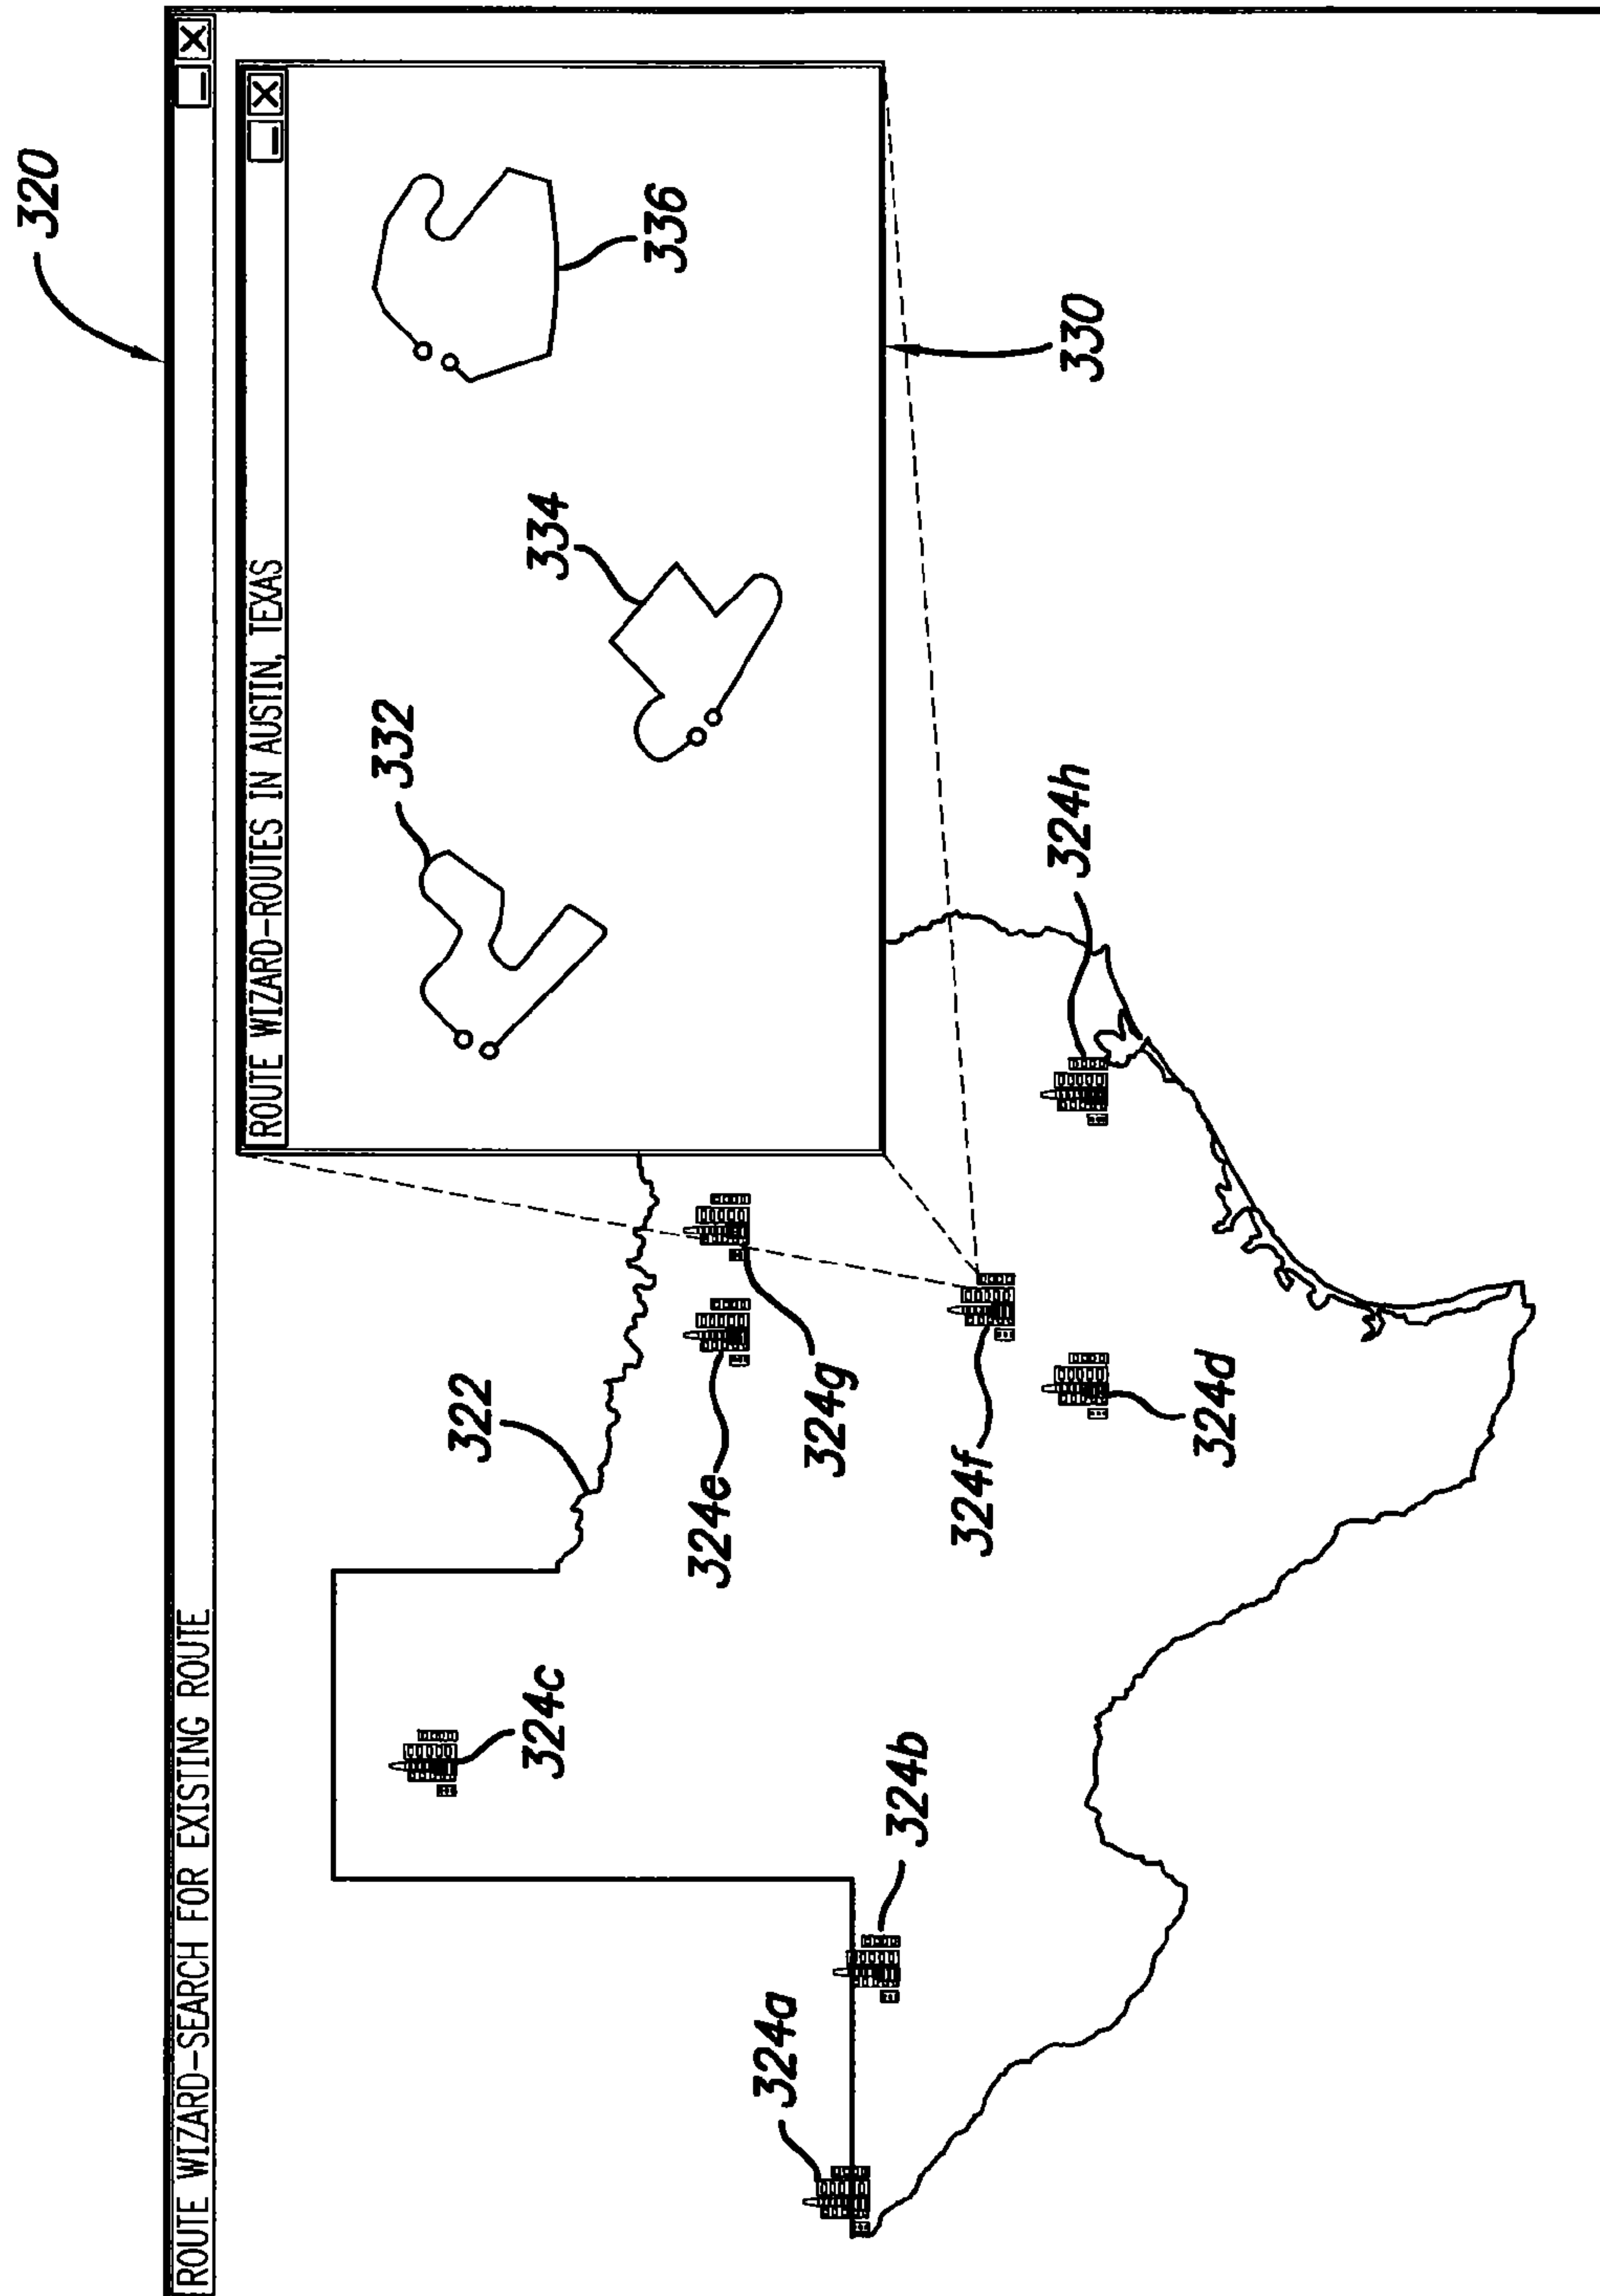 320
ROUTE WIZARD-SEARCH FOR EXISTING ROUTE
ROUTE WIZARD-ROUTES IN AUSTIN, TEXAS
332
334
336
330
322
324a
324b
324c
324e
324g
324f
324d
324h